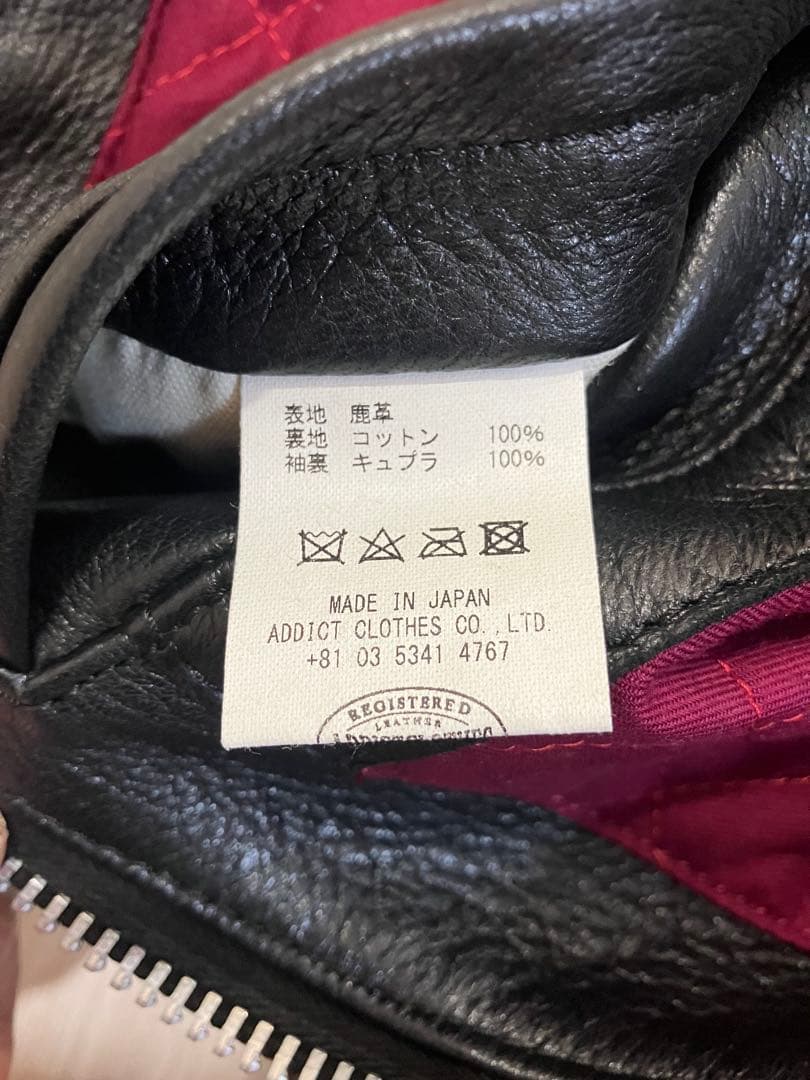 表地 鹿革
裏地 コットン 100%
袖裏 キュプラ 100%
MADE IN JAPAN
ADDICT CLOTHES CO.,LTD.
+81 03 5341 4767
REGISTERED
LEATHER